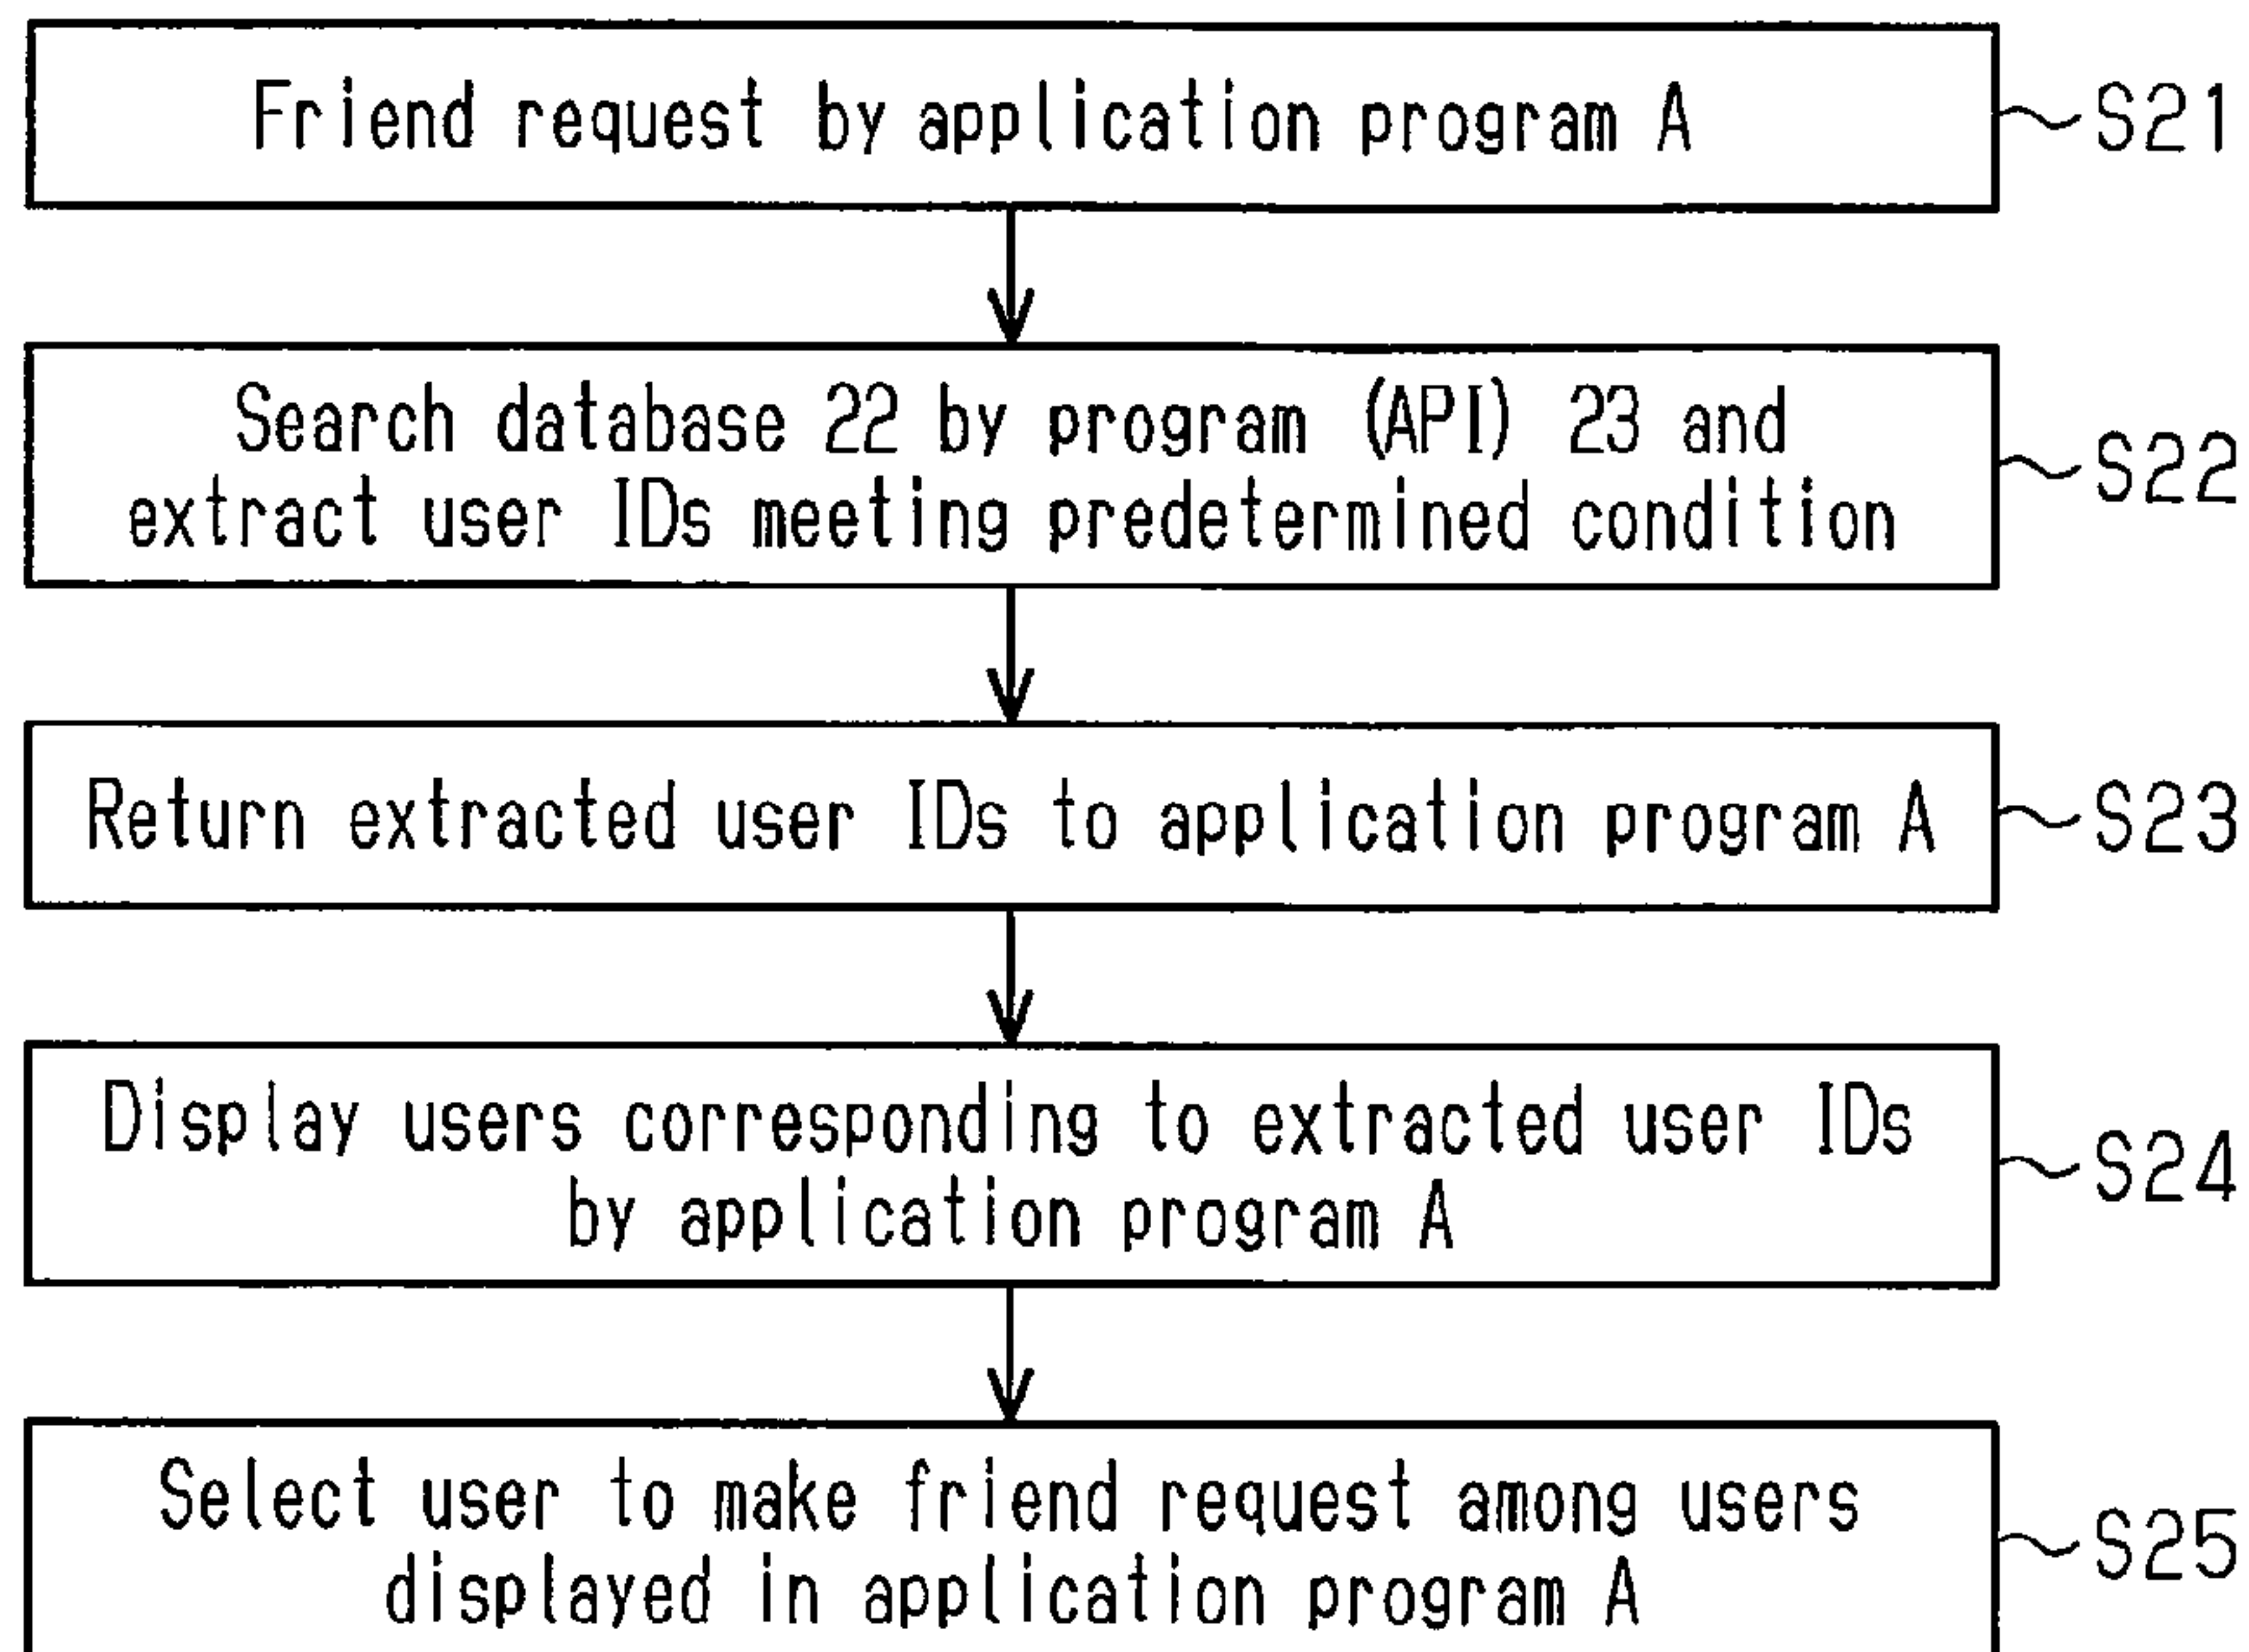 Friend request by application program A
S21
Search database 22 by program (API) 23 and
extract user IDs meeting predetermined condition
S22
Return extracted user IDs to application program A
S23
Display users corresponding to extracted user IDs
by application program A
S24
Select user to make friend request among users
displayed in application program A
S25